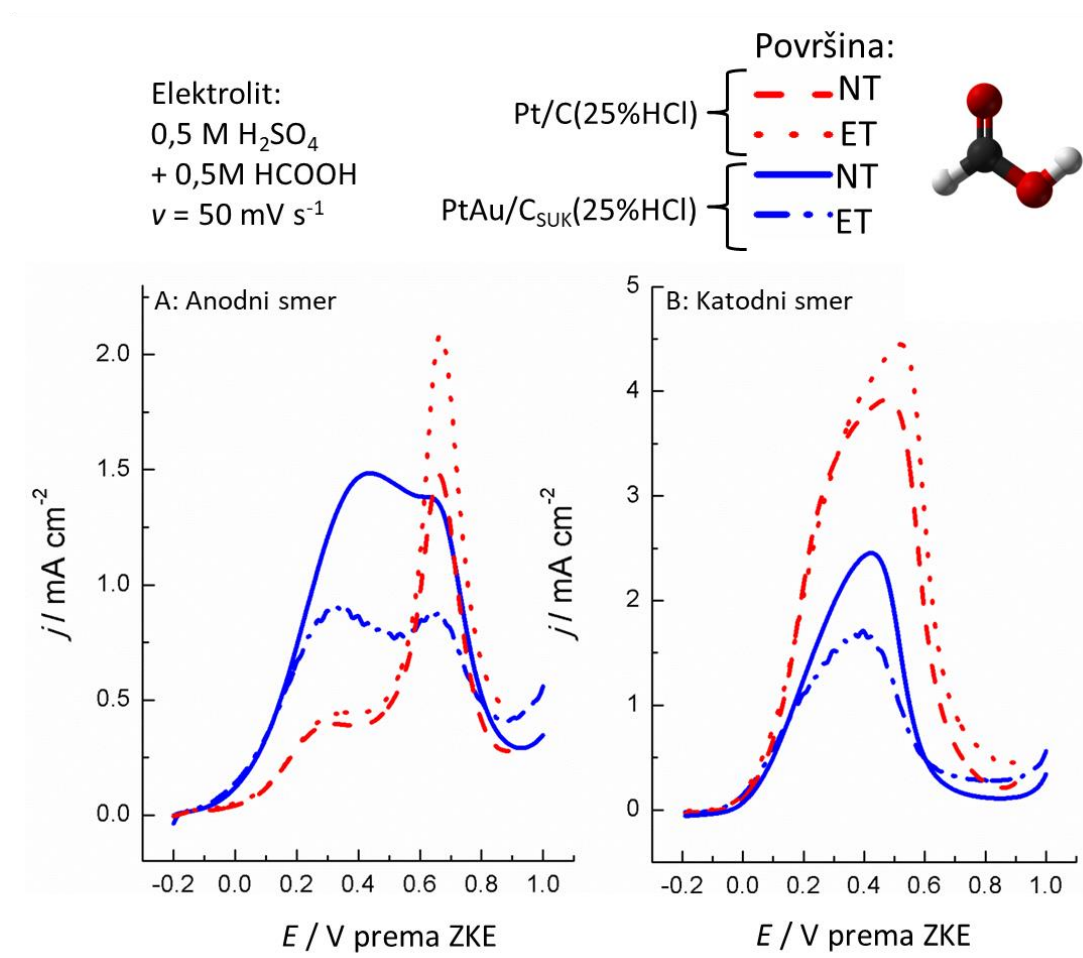 Elektrolit:
0,5 M H₂SO₄
+ 0,5M HCOOH
v = 50 mV s⁻¹
Površina:
Pt/C(25%HCl)
NT
ET
PtAu/C_SUK(25%HCl)
NT
ET
A: Anodni smer
2.0
1.5
1.0
0.5
0.0
j / mA cm⁻²
-0.2 0.0 0.2 0.4 0.6 0.8 1.0
E / V prema ZKE
B: Katodni smer
5
4
3
2
1
0
j / mA cm⁻²
-0.2 0.0 0.2 0.4 0.6 0.8 1.0
E / V prema ZKE